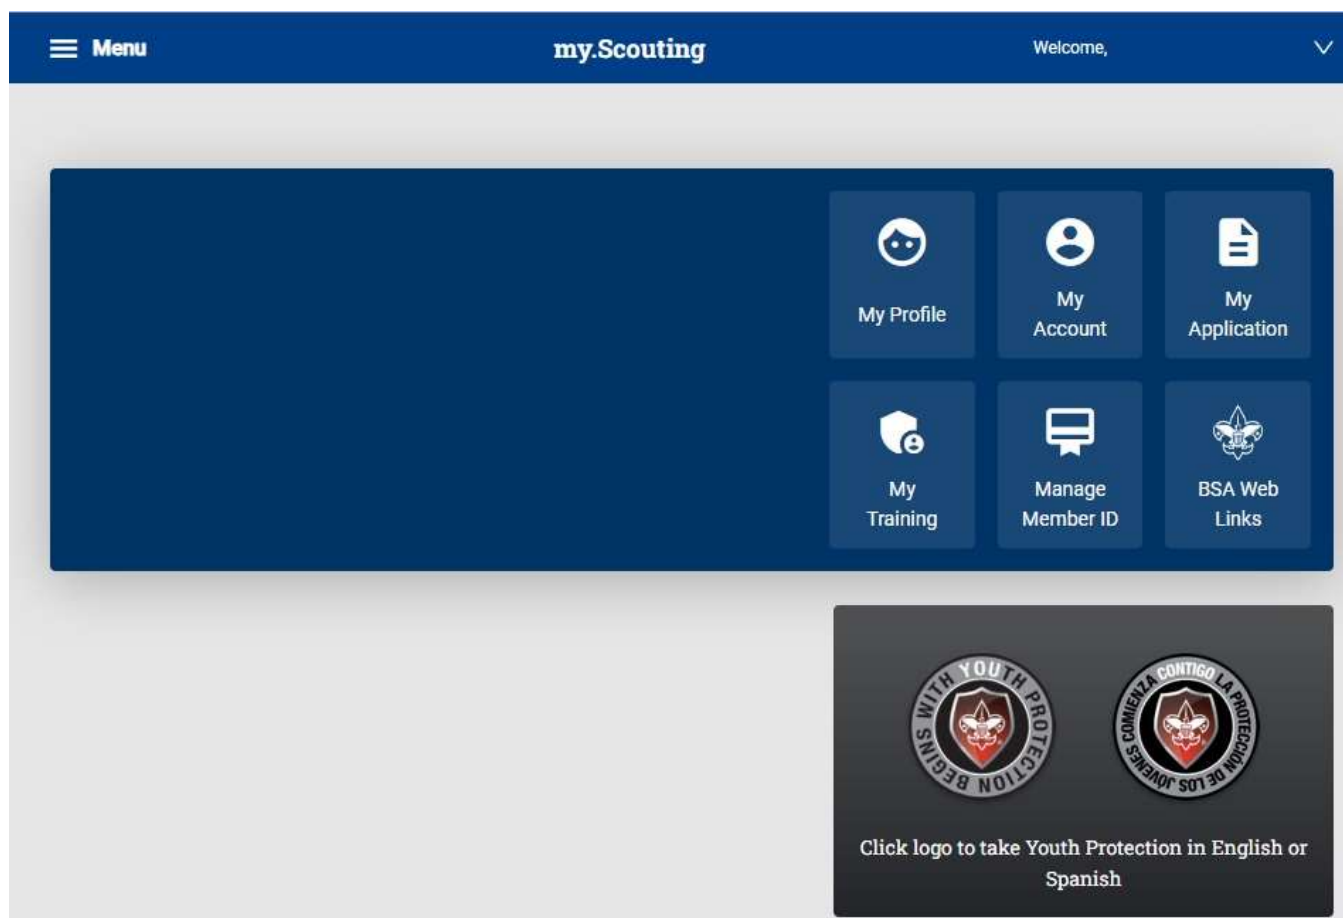 Menu
my.Scouting
Welcome,
My Profile
My
Account
My
Application
My
Training
Manage
Member ID
BSA Web
Links
BEGINS WITH YOUTH PROTECTION
COMIENZA CONTIGO LA PROTECCIÓN DE LOS JÓVENES
Click logo to take Youth Protection in English or
Spanish